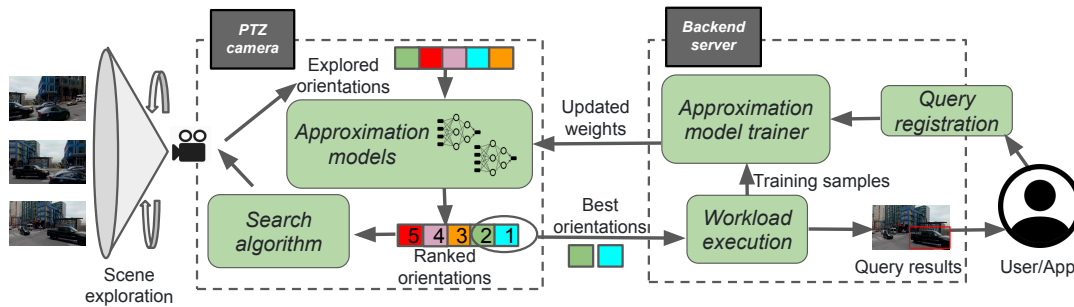 PTZ
camera
Backend
server
Explored
orientations
Approximation
models
Updated
weights
Approximation
model trainer
Query
registration
Training samples
Search
algorithm
5 4 3 2 1
Ranked
orientations
Best
orientations
Workload
execution
Query results
User/App
Scene
exploration